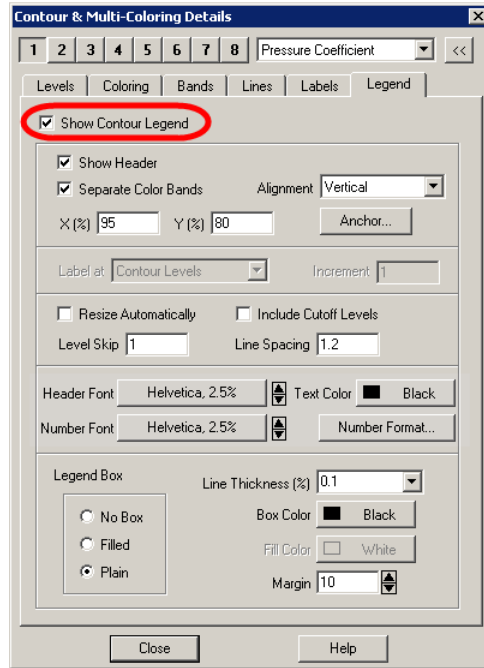 Contour & Multi-Coloring Details
1 2 3 4 5 6 7 8 Pressure Coefficient <<
Levels Coloring Bands Lines Labels Legend
Show Contour Legend
Show Header
Separate Color Bands Alignment Vertical
X (%) 95 Y (%) 80 Anchor...
Label at Contour Levels Increment 1
Resize Automatically Include Cutoff Levels
Level Skip 1 Line Spacing 1.2
Header Font Helvetica, 2.5% Text Color Black
Number Font Helvetica, 2.5% Number Format...
Legend Box Line Thickness (%) 0.1
No Box Box Color Black
Filled Fill Color White
Plain Margin 10
Close Help